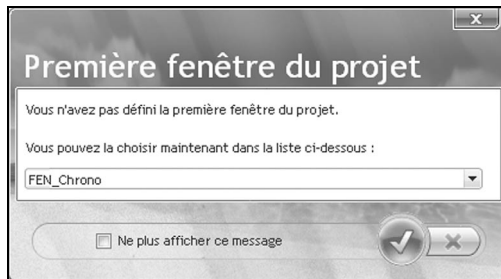 Première fenêtre du projet
Vous n'avez pas défini la première fenêtre du projet.
Vous pouvez la choisir maintenant dans la liste ci-dessous :
FEN_Chrono
Ne plus afficher ce message